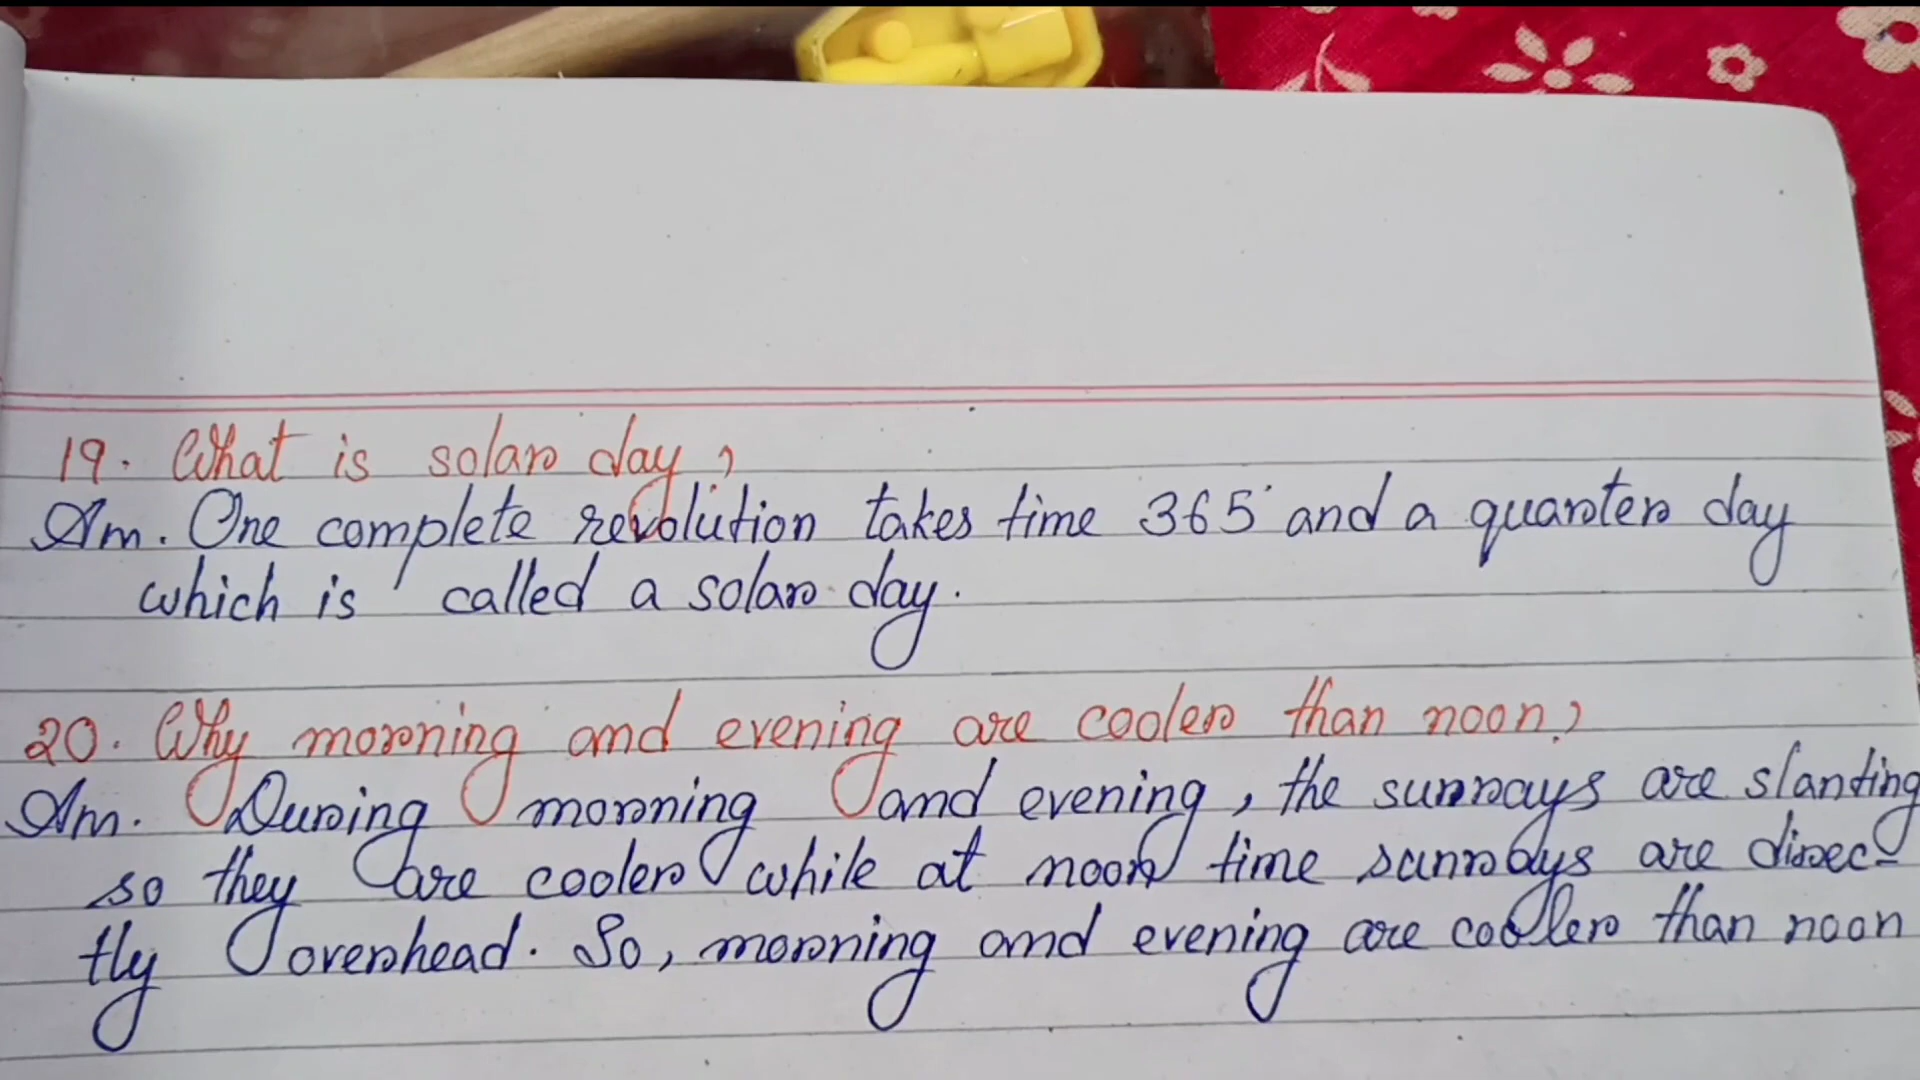 19. What is solar day?
Ans. One complete revolution takes time 365 and a quarter day
which is called a solar day.
20. Why morning and evening are cooler than noon?
Ans. During morning and evening, the sunrays are slanting
so they are cooler while at noon time sunrays are direc-
tly overhead. So, morning and evening are cooler than noon